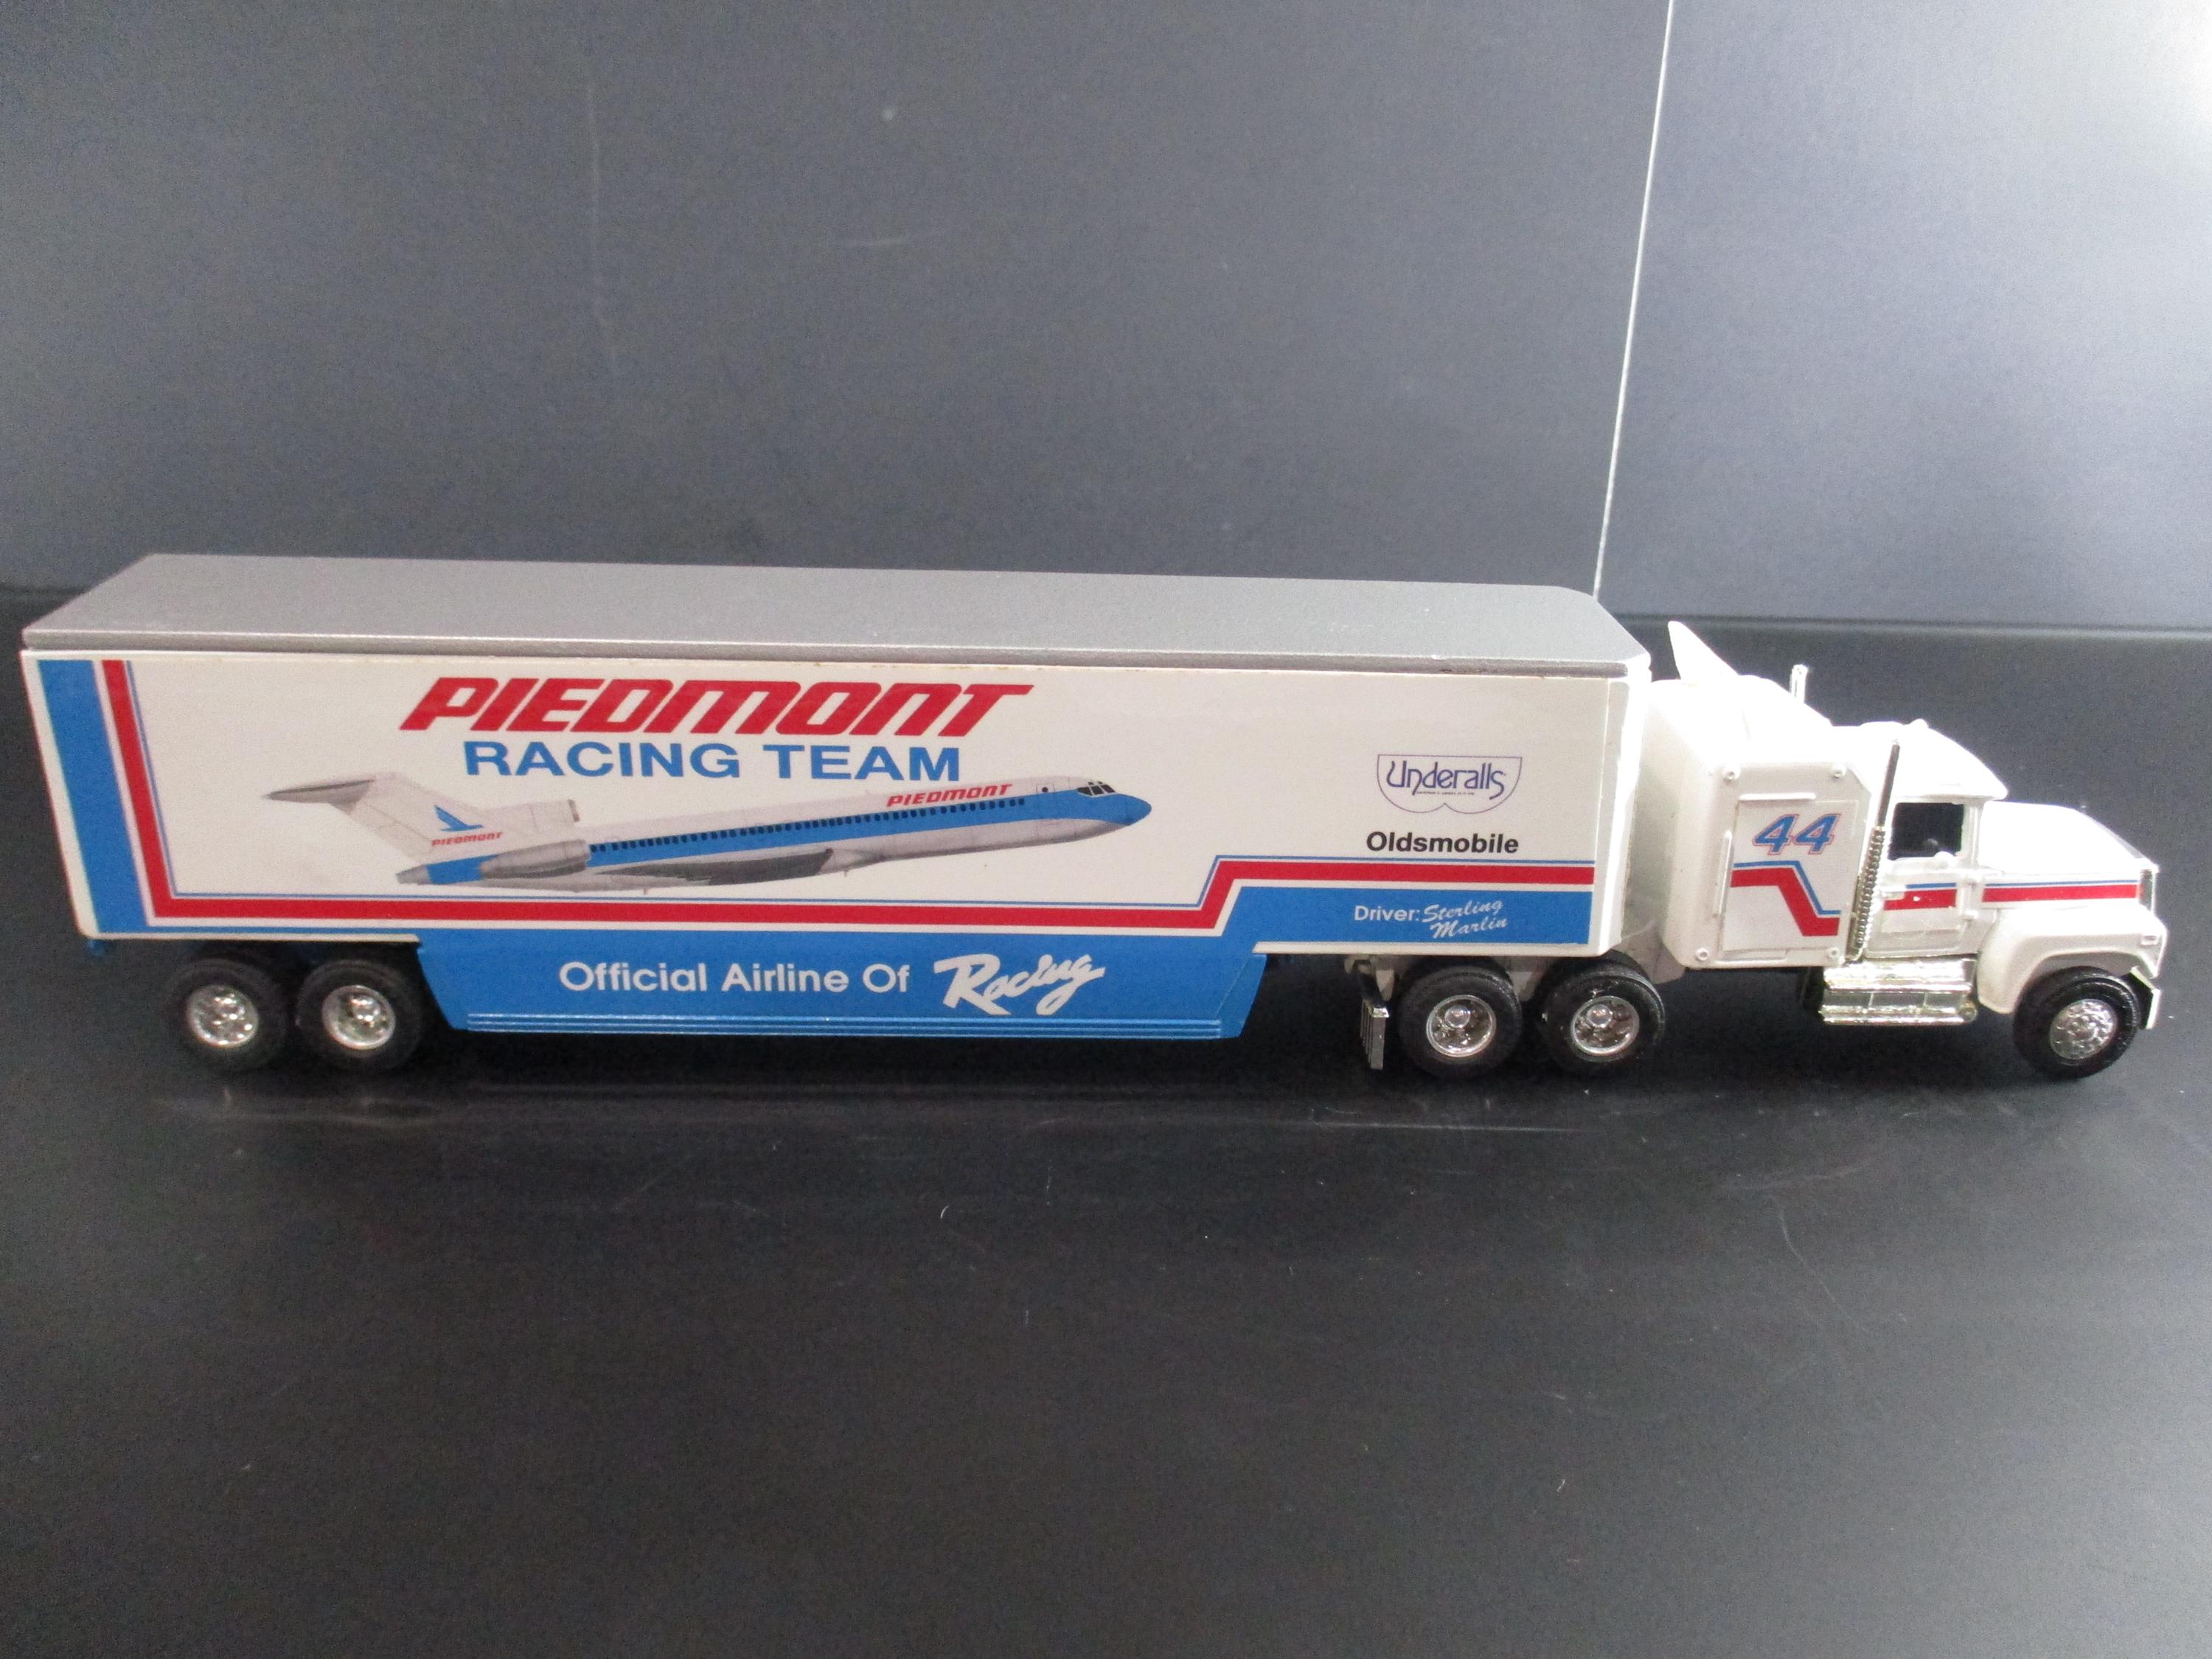 PIEDMONT
RACING TEAM
PIEDMONT
PIEDMONT
Underalls
Oldsmobile
44
Driver: Sterling
Marlin
Official Airline Of Racing